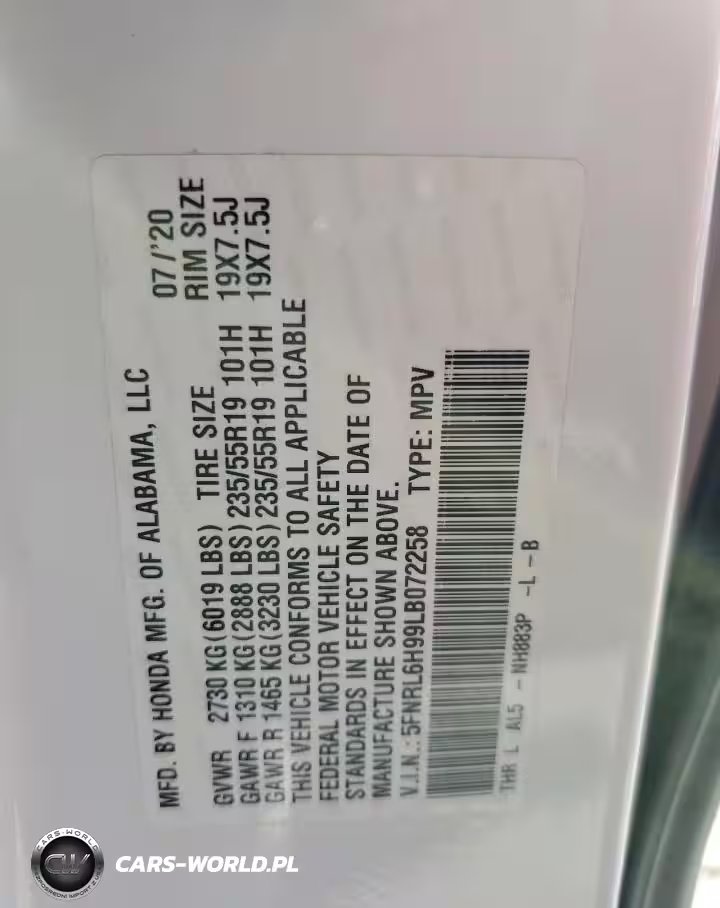 MFD. BY HONDA MFG. OF ALABAMA, LLC 07/'20
TIRE SIZE RIM SIZE
GVWR 2730 KG(6019 LBS)
GAWR F 1310 KG(2888 LBS) 235/55R19 101H 19X7.5J
GAWR R 1465 KG(3230 LBS) 235/55R19 101H 19X7.5J
THIS VEHICLE CONFORMS TO ALL APPLICABLE
FEDERAL MOTOR VEHICLE SAFETY
STANDARDS IN EFFECT ON THE DATE OF
MANUFACTURE SHOWN ABOVE.
V.I.N.: 5FNRL6H99LB072258 TYPE: MPV
THR L AL5 - NH883P -L-B
CARS-WORLD
CW
CARS-WORLD.PL